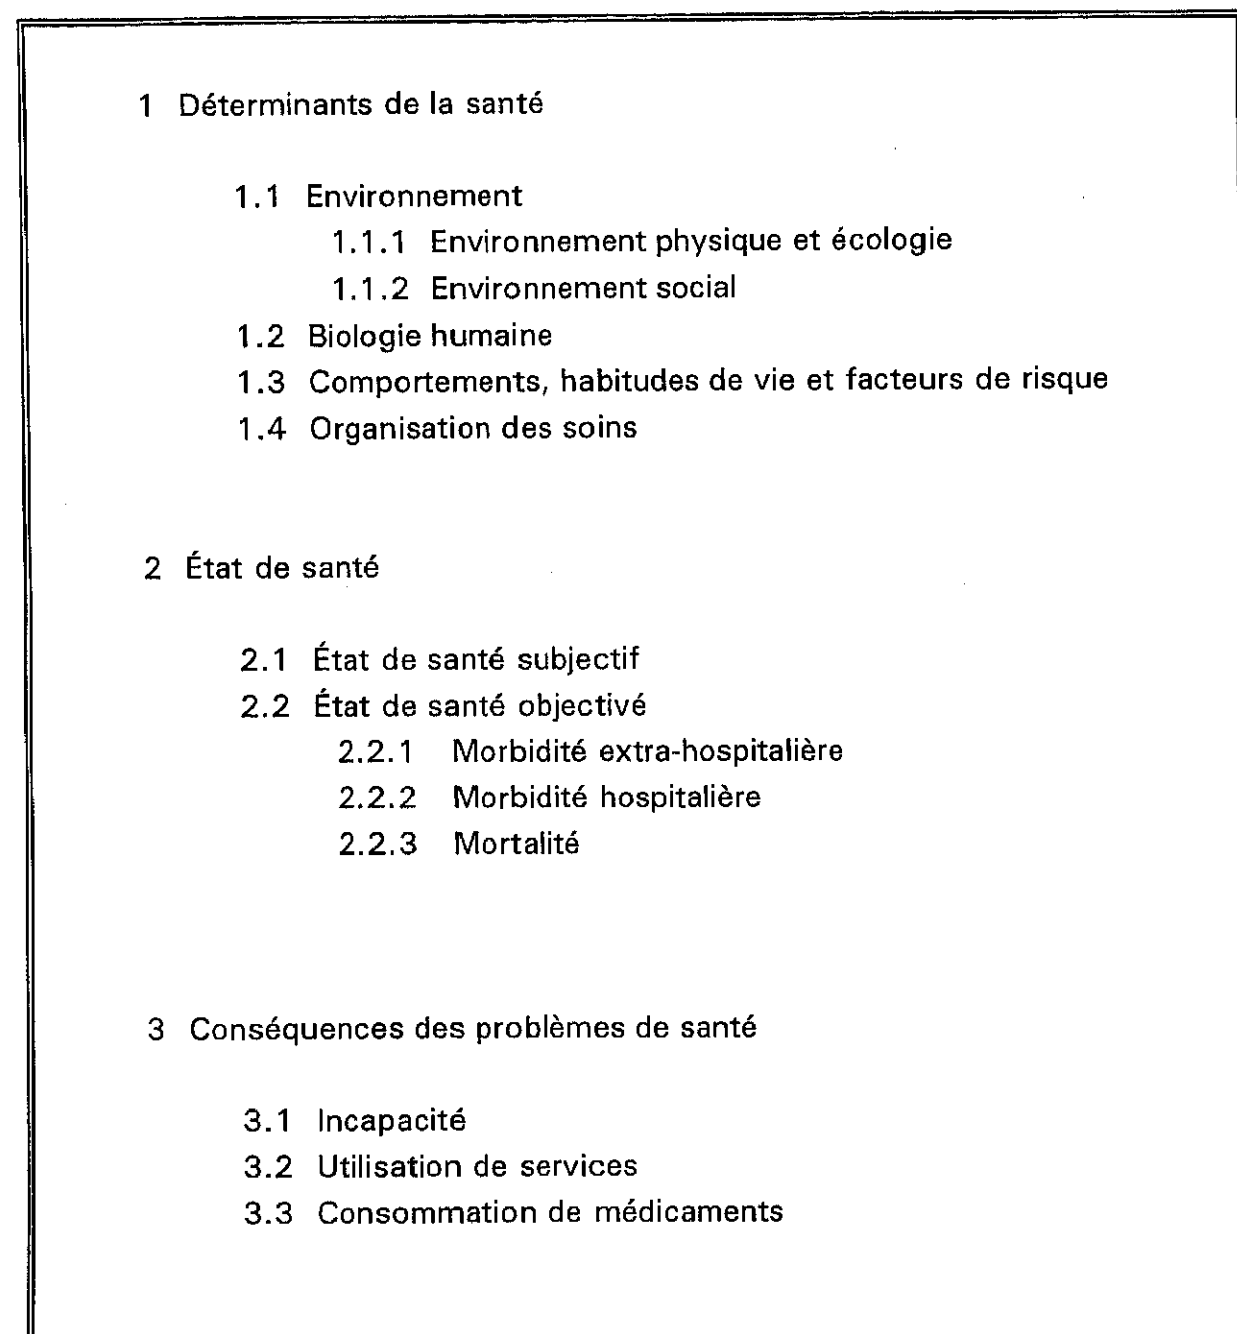 1 Déterminants de la santé
1.1 Environnement
1.1.1 Environnement physique et écologie
1.1.2 Environnement social
1.2 Biologie humaine
1.3 Comportements, habitudes de vie et facteurs de risque
1.4 Organisation des soins
2 État de santé
2.1 État de santé subjectif
2.2 État de santé objectivé
2.2.1 Morbidité extra-hospitalière
2.2.2 Morbidité hospitalière
2.2.3 Mortalité
3 Conséquences des problèmes de santé
3.1 Incapacité
3.2 Utilisation de services
3.3 Consommation de médicaments